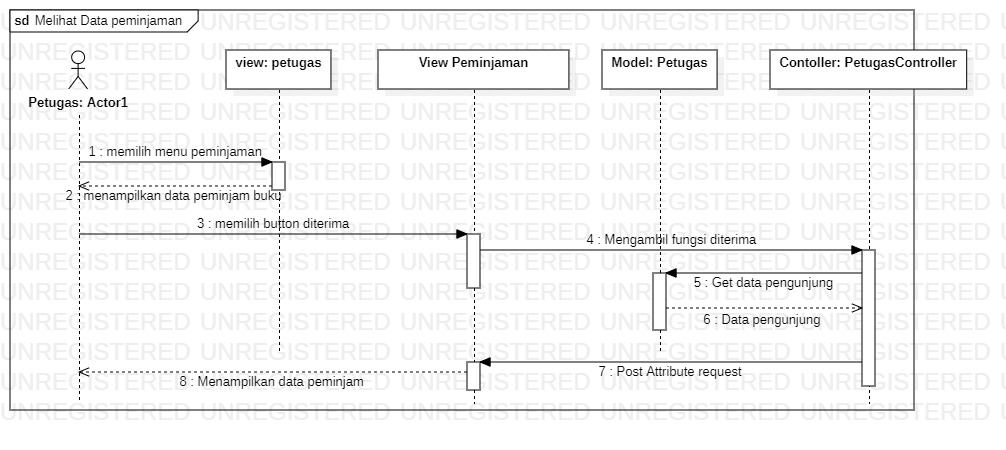 sd Melihat Data peminjaman
Petugas: Actor1
view: petugas
View Peminjaman
Model: Petugas
Contoller: PetugasController
1 : memilih menu peminjaman
2 : menampilkan data peminjam buku
3 : memilih button diterima
4 : Mengambil fungsi diterima
5 : Get data pengunjung
6 : Data pengunjung
7 : Post Attribute request
8 : Menampilkan data peminjam
UNREGISTERED